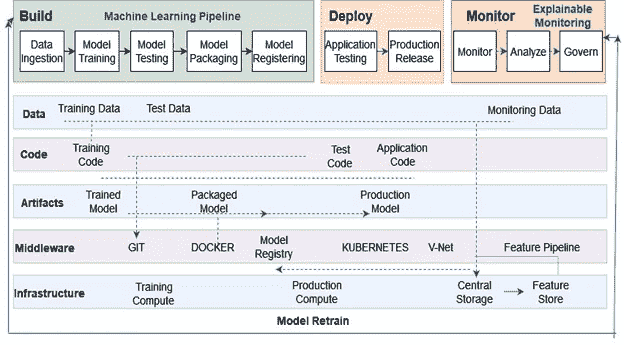 Build
Machine Learning Pipeline
Deploy
Monitor
Explainable
Monitoring
Data
Ingestion
Model
Training
Model
Testing
Model
Packaging
Model
Registering
Application
Testing
Production
Release
Monitor
Analyze
Govern
Data
Training Data
Test Data
Monitoring Data
Code
Training
Code
Test
Code
Application
Code
Artifacts
Trained
Model
Packaged
Model
Production
Model
Middleware
GIT
DOCKER
Model
Registry
KUBERNETES
V-Net
Feature Pipeline
Infrastructure
Training
Compute
Production
Compute
Central
Storage
Feature
Store
Model Retrain